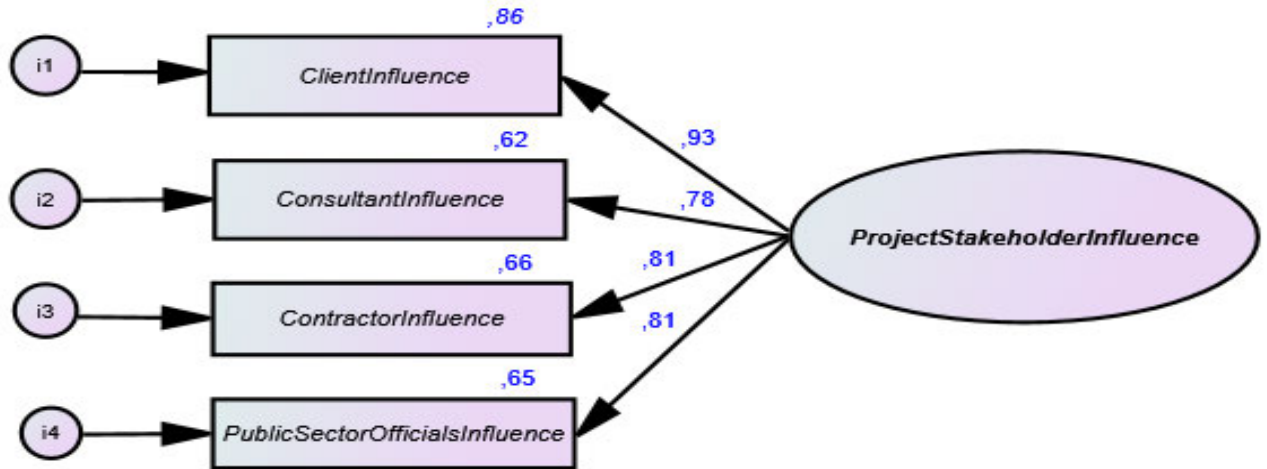 ,86
i1
ClientInfluence
,93
,62
i2
ConsultantInfluence
,78
ProjectStakeholderInfluence
,66
,81
i3
ContractorInfluence
,81
,65
i4
PublicSectorOfficialsInfluence